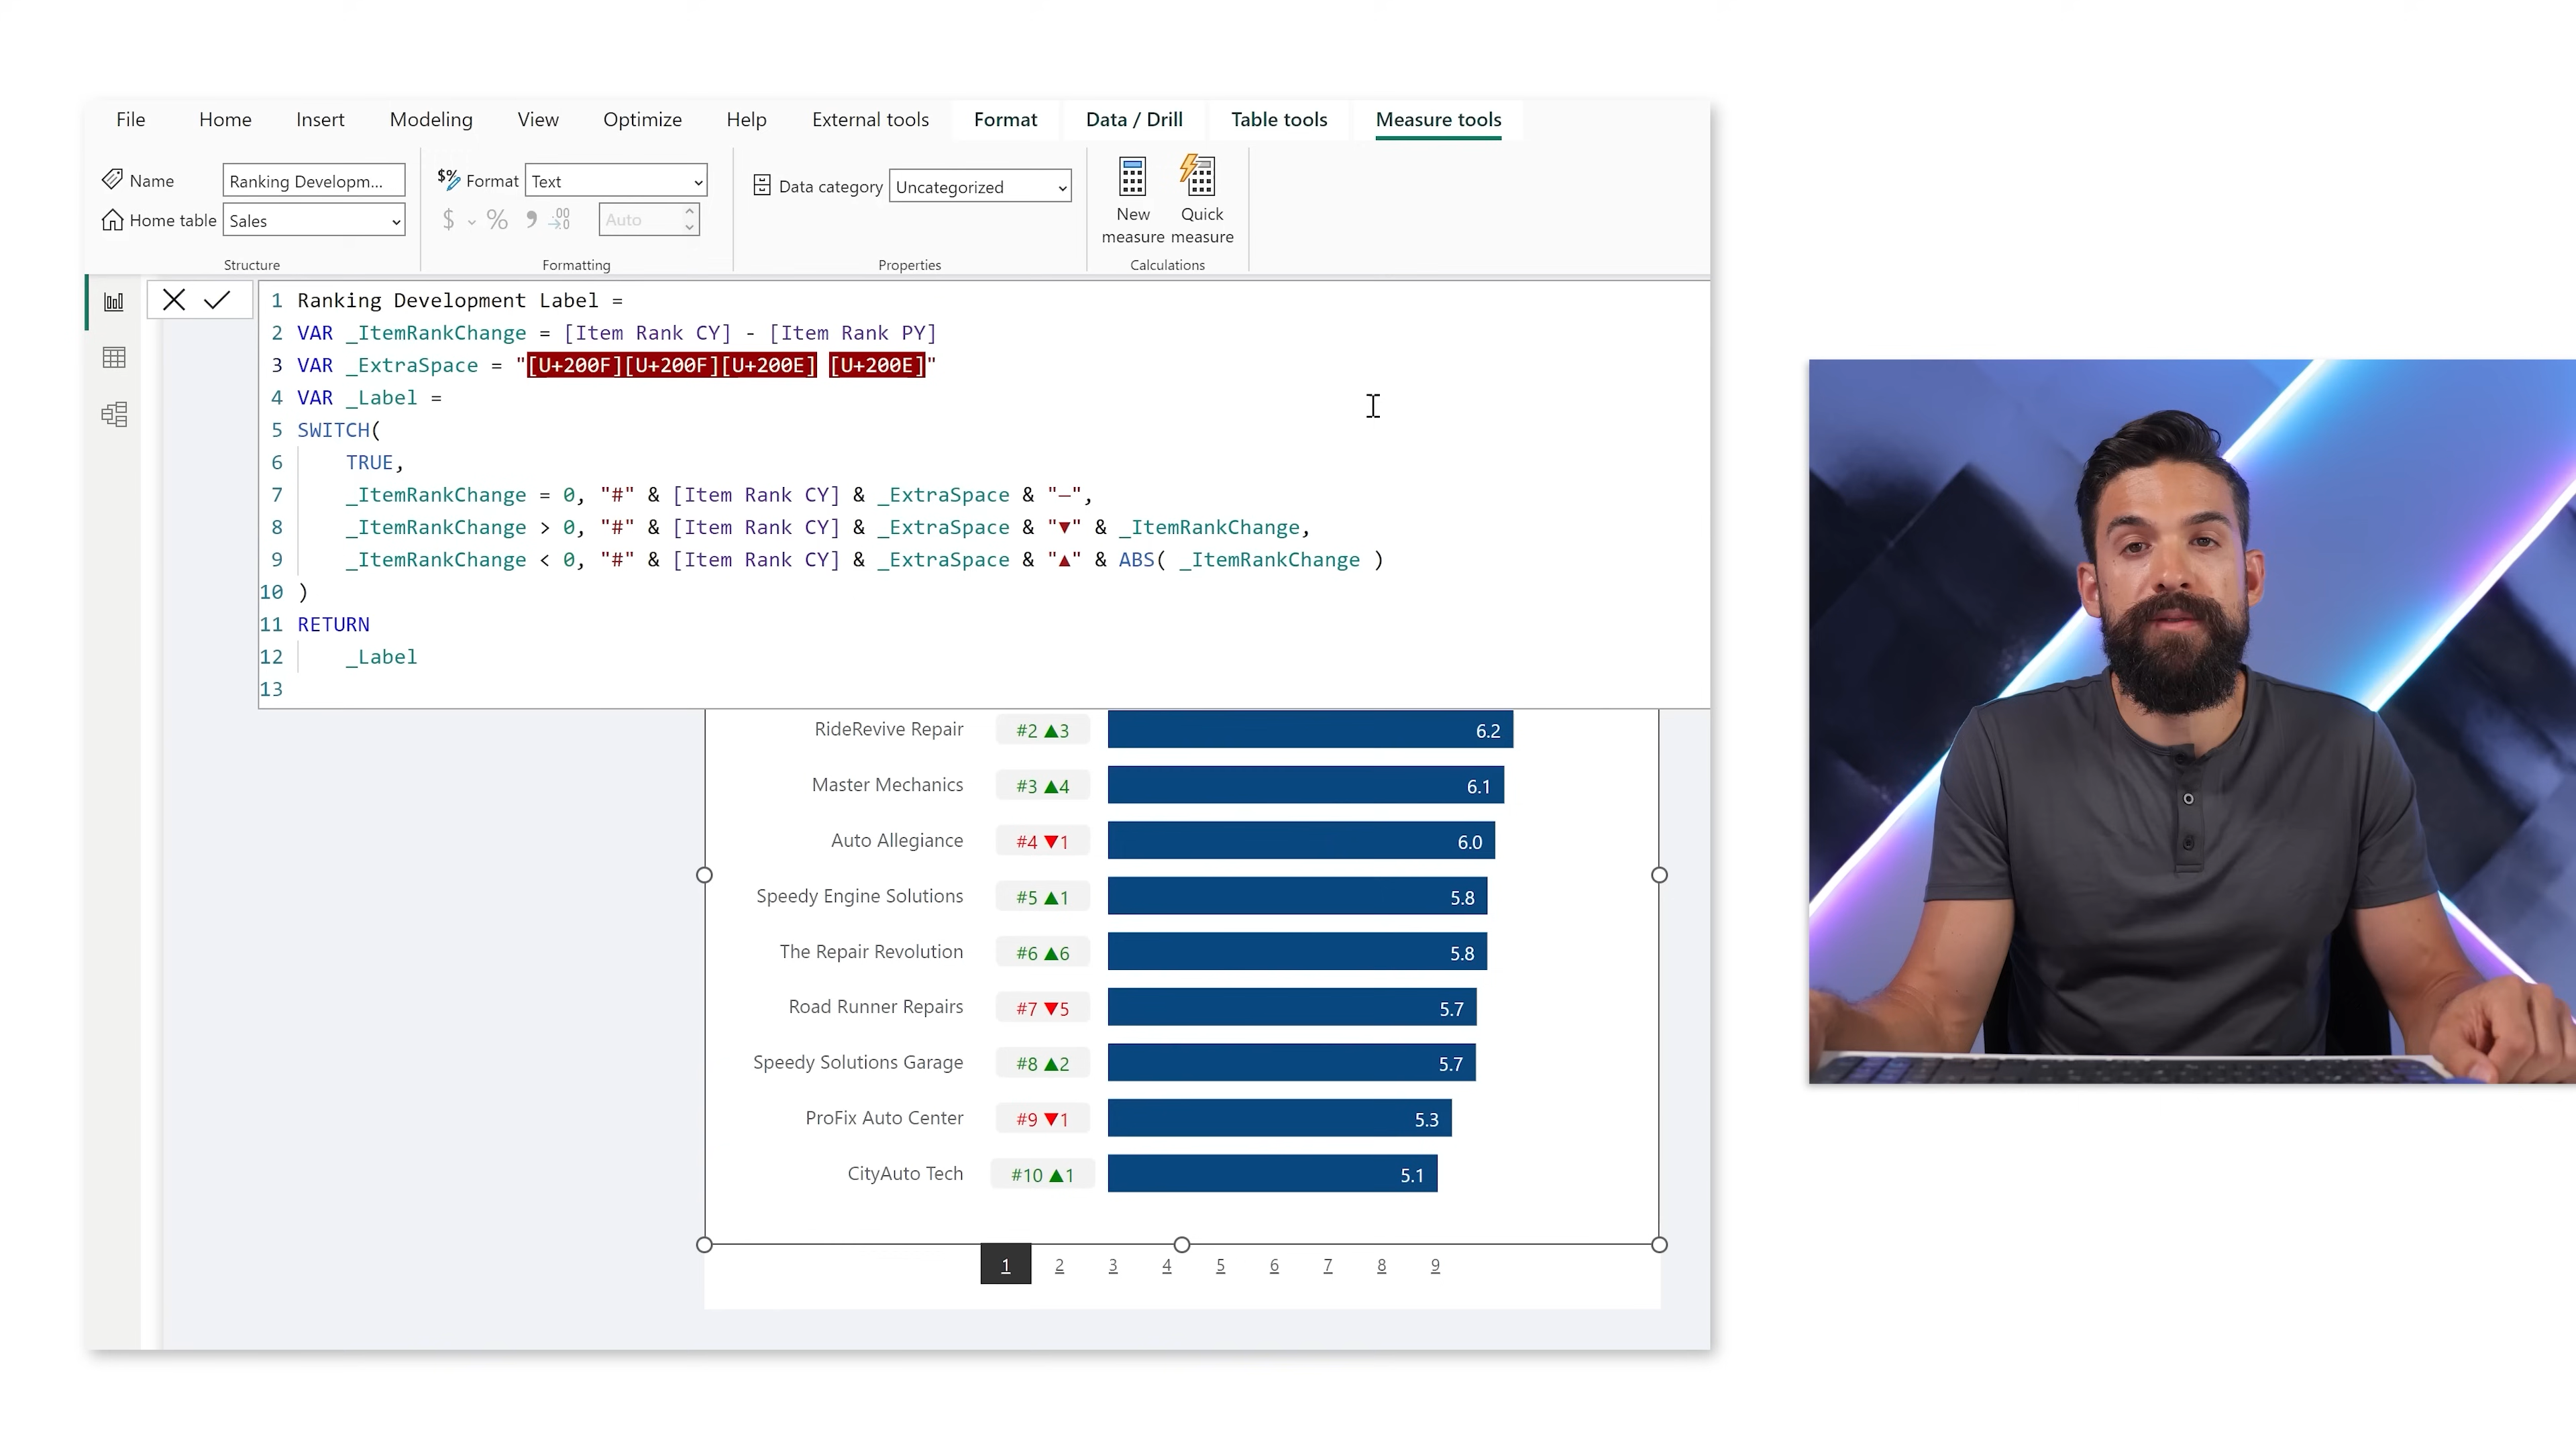 File Home Insert Modeling View Optimize Help External tools Format Data / Drill Table tools Measure tools
Name Ranking Developm...
Home table Sales
Structure
$% Format Text
$ % 9 .00 →0 Auto
Formatting
Data category Uncategorized
Properties
New measure
Quick measure
Calculations
1 Ranking Development Label =
2 VAR _ItemRankChange = [Item Rank CY] - [Item Rank PY]
3 VAR _ExtraSpace = "[U+200F][U+200F][U+200E] [U+200E]"
4 VAR _Label =
5 SWITCH(
6 TRUE,
7 _ItemRankChange = 0, "#" & [Item Rank CY] & _ExtraSpace & "—",
8 _ItemRankChange > 0, "#" & [Item Rank CY] & _ExtraSpace & "▼" & _ItemRankChange,
9 _ItemRankChange < 0, "#" & [Item Rank CY] & _ExtraSpace & "▲" & ABS( _ItemRankChange )
10 )
11 RETURN
12 _Label
13
RideRevive Repair #2 ▲3 6.2
Master Mechanics #3 ▲4 6.1
Auto Allegiance #4 ▼1 6.0
Speedy Engine Solutions #5 ▲1 5.8
The Repair Revolution #6 ▲6 5.8
Road Runner Repairs #7 ▼5 5.7
Speedy Solutions Garage #8 ▲2 5.7
ProFix Auto Center #9 ▼1 5.3
CityAuto Tech #10 ▲1 5.1
1 2 3 4 5 6 7 8 9